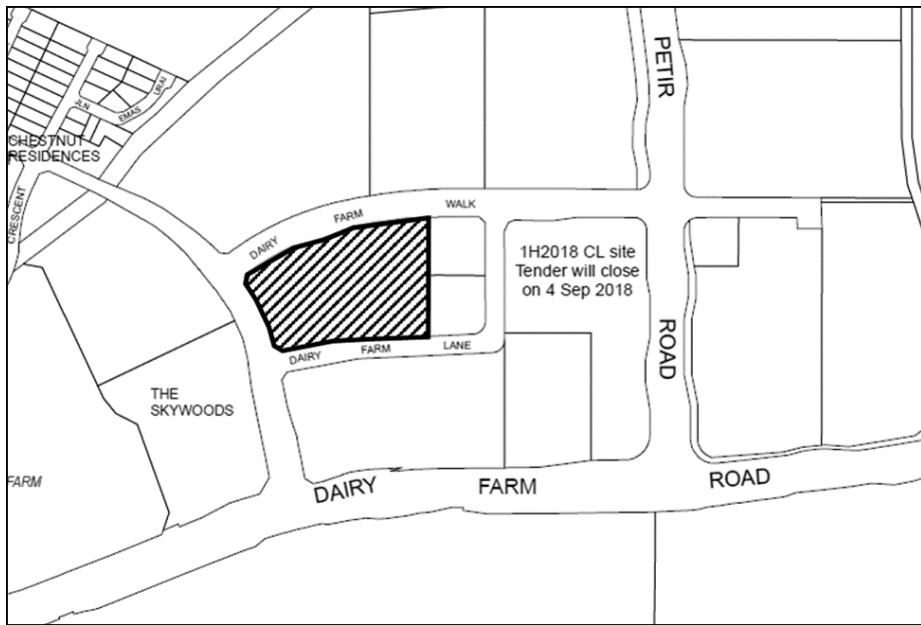 PETIR
JLN
EMAS
URAI
CHESTNUT
RESIDENCES
CRESCENT
DAIRY FARM WALK
1H2018 CL site
Tender will close
on 4 Sep 2018
ROAD
DAIRY FARM LANE
THE
SKYWOODS
FARM
DAIRY FARM ROAD